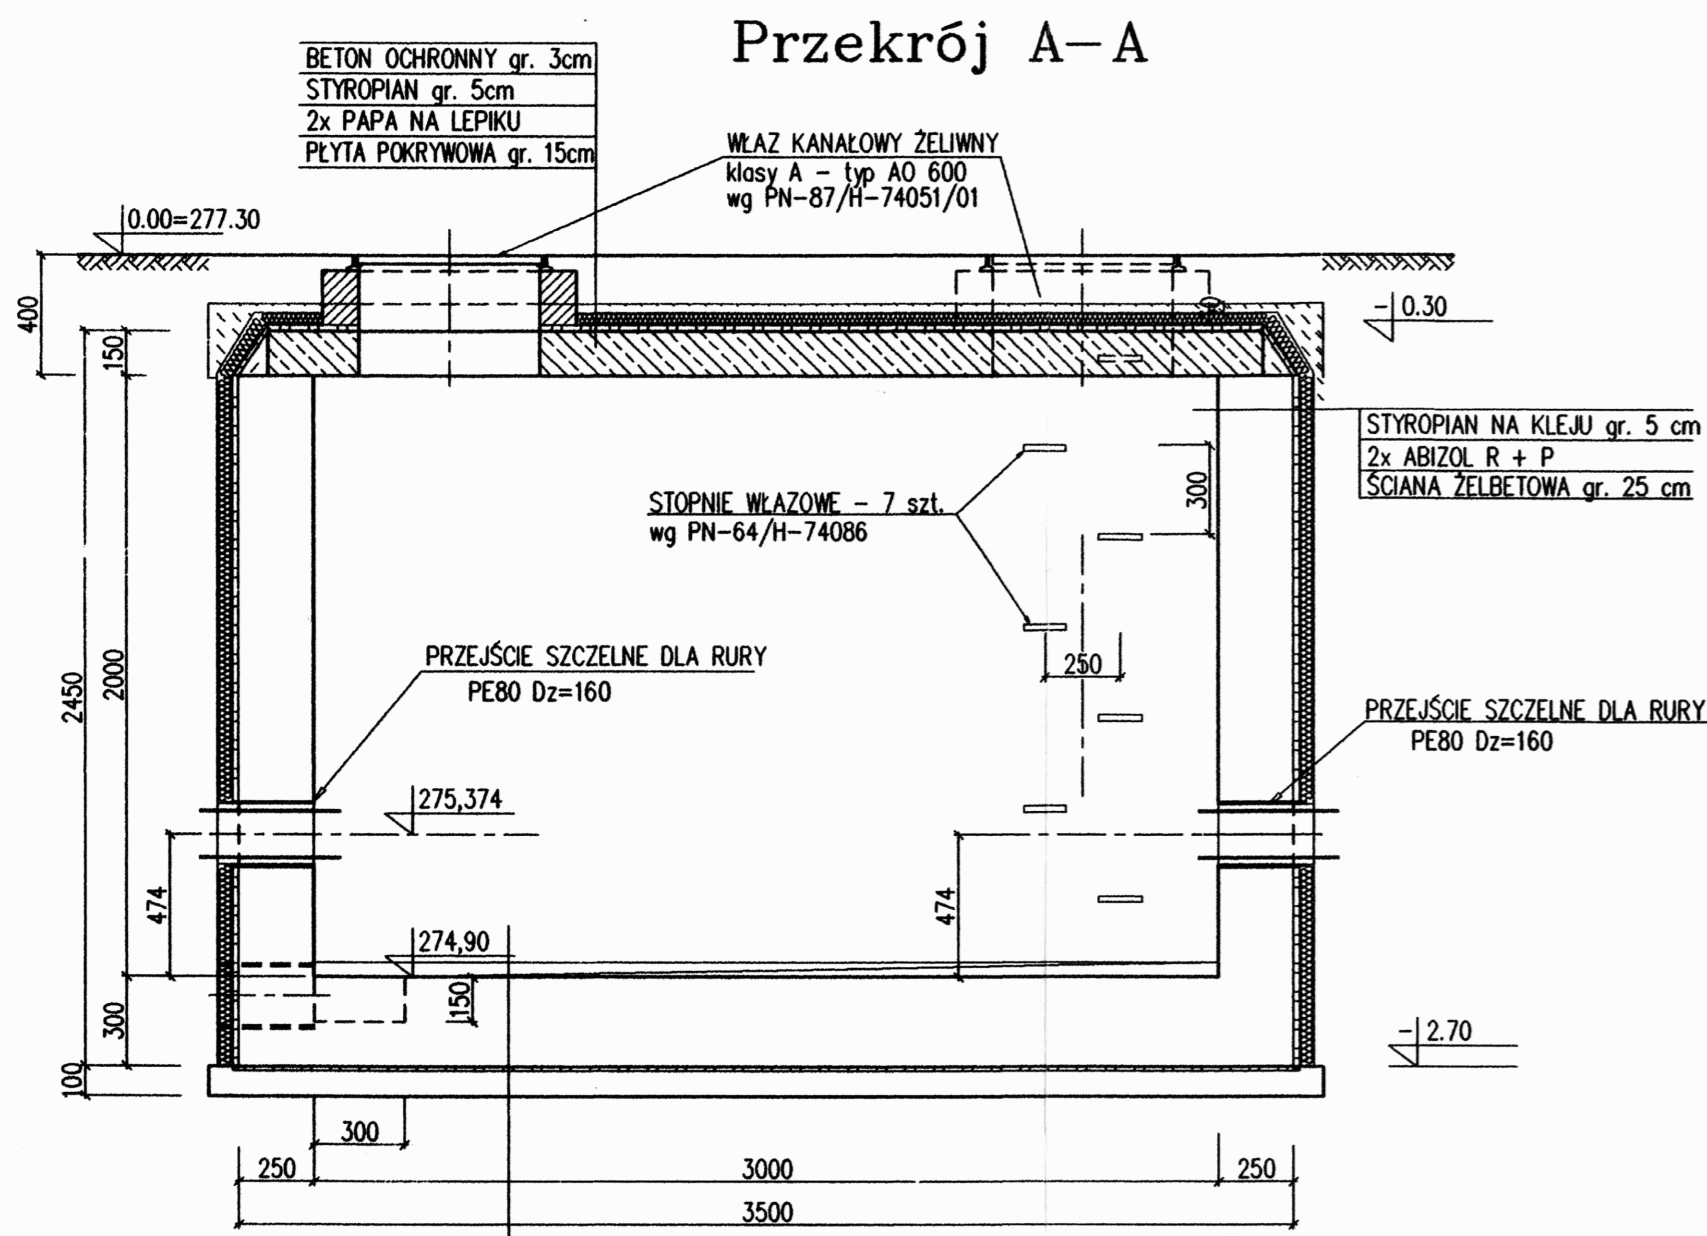 Przekrój A-A
BETON OCHRONNY gr. 3cm
STYROPIAN gr. 5cm
2x PAPA NA LEPIKU
PŁYTA POKRYWOWA gr. 15cm
WŁAZ KANAŁOWY ŻELIWNY
klasy A - typ AO 600
wg PN-87/H-74051/01
0.00=277.30
- 0.30
400
150
STYROPIAN NA KLEJU gr. 5 cm
2x ABIZOL R + P
ŚCIANA ŻELBETOWA gr. 25 cm
300
STOPNIE WŁAZOWE - 7 szt.
wg PN-64/H-74086
250
2450
2000
PRZEJŚCIE SZCZELNE DLA RURY
PE80 Dz=160
PRZEJŚCIE SZCZELNE DLA RURY
PE80 Dz=160
275,374
474
474
274,90
150
300
100
- 2.70
300
250
3000
250
3500